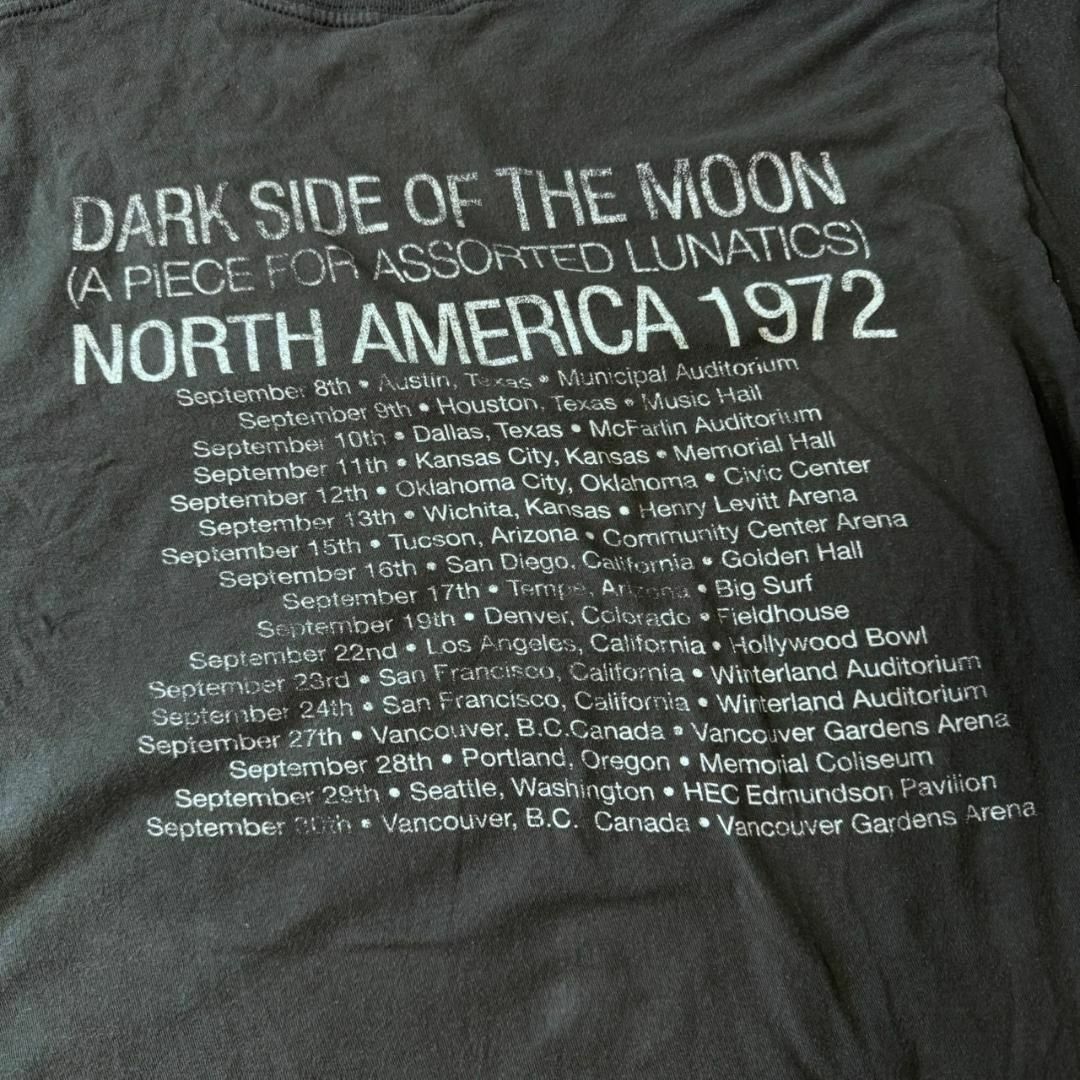 DARK SIDE OF THE MOON
(A PIECE FOR ASSORTED LUNATICS)
NORTH AMERICA 1972
September 8th • Austin, Texas • Municipal Auditorium
September 9th • Houston, Texas • Music Hall
September 10th • Dallas, Texas • McFarlin Auditorium
September 11th • Kansas City, Kansas • Memorial Hall
September 12th • Oklahoma City, Oklahoma • Civic Center
September 13th • Wichita, Kansas • Henry Levitt Arena
September 15th • Tucson, Arizona • Community Center Arena
September 16th • San Diego, California • Golden Hall
September 17th • Tempe, Arizona • Big Surf
September 19th • Denver, Colorado • Fieldhouse
September 22nd • Los Angeles, California • Hollywood Bowl
September 23rd • San Francisco, California • Winterland Auditorium
September 24th • San Francisco, California • Winterland Auditorium
September 27th • Vancouver, B.C.Canada • Vancouver Gardens Arena
September 28th • Portland, Oregon • Memorial Coliseum
September 29th • Seattle, Washington • HEC Edmundson Pavilion
September 30th • Vancouver, B.C. Canada • Vancouver Gardens Arena